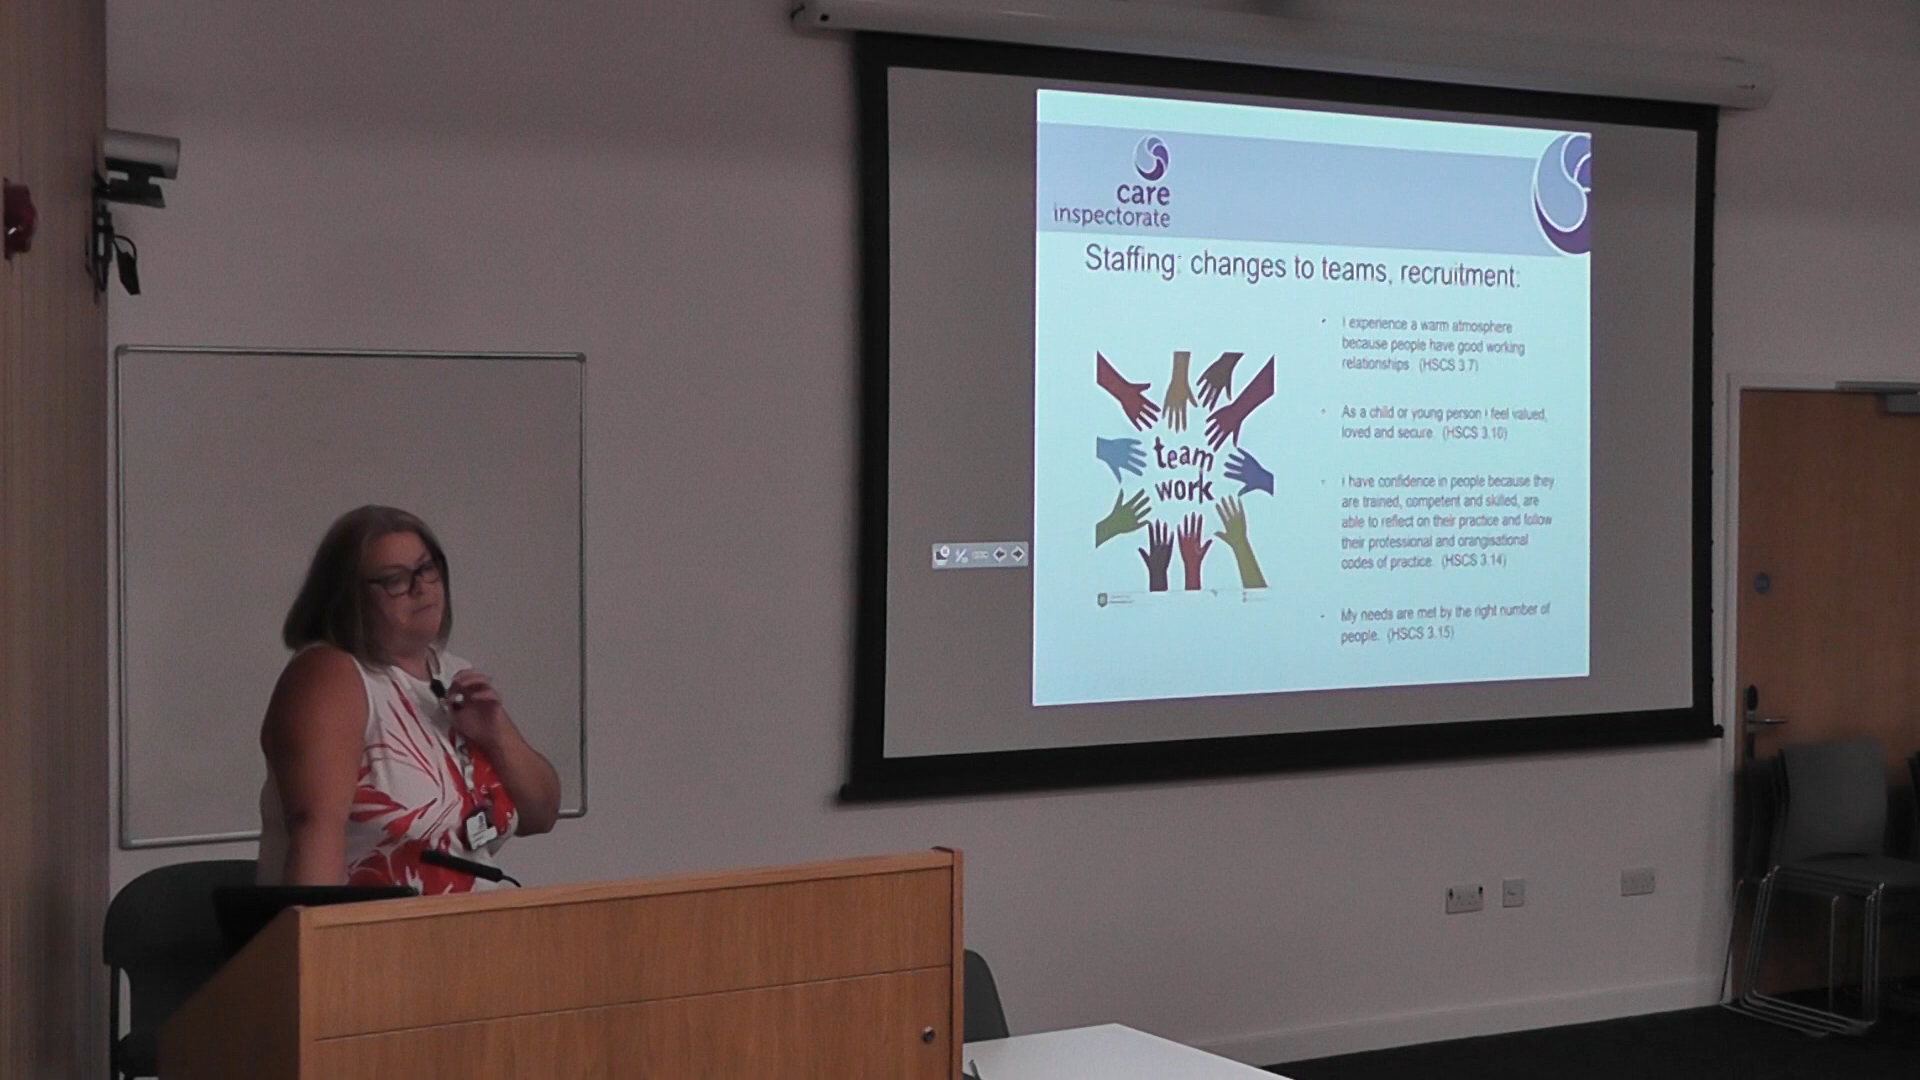 care
inspectorate
Staffing: changes to teams, recruitment:
team
work
• I experience a warm atmosphere
because people have good working
relationships. (HSCS 3.7)
• As a child or young person I feel valued,
loved and secure. (HSCS 3.10)
• I have confidence in people because they
are trained, competent and skilled, are
able to reflect on their practice and follow
their professional and orangisational
codes of practice. (HSCS 3.14)
• My needs are met by the right number of
people. (HSCS 3.15)